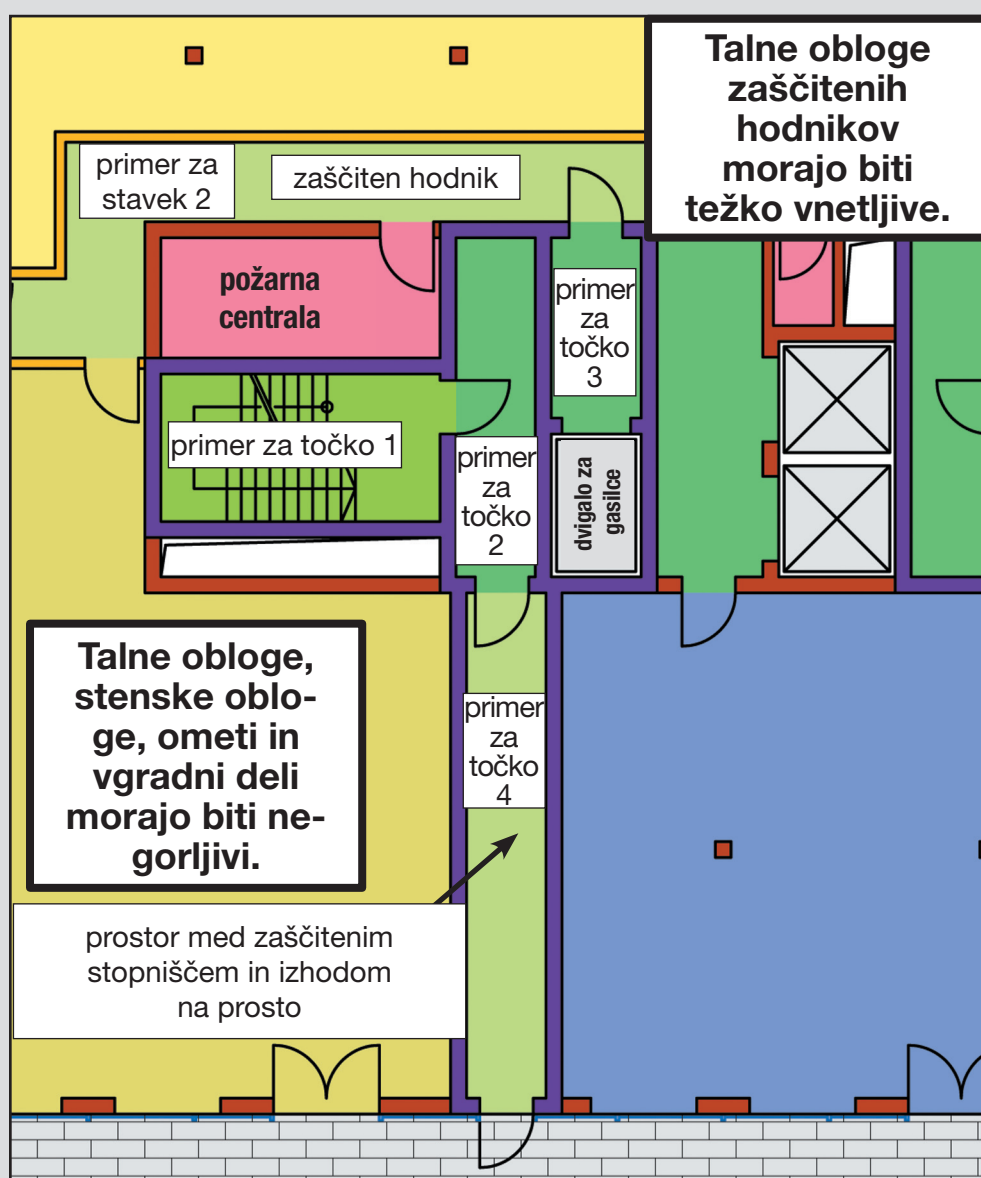 Talne obloge
zaščitenih
hodnikov
morajo biti
težko vnetljive.
primer za
stavek 2
zaščiten hodnik
požarna
centrala
primer
za
točko
3
primer za točko 1
primer
za
točko
2
dvigalo za
gasilce
Talne obloge,
stenske oblo-
ge, ometi in
vgradni deli
morajo biti ne-
gorljivi.
primer
za
točko
4
prostor med zaščitenim
stopniščem in izhodom
na prosto